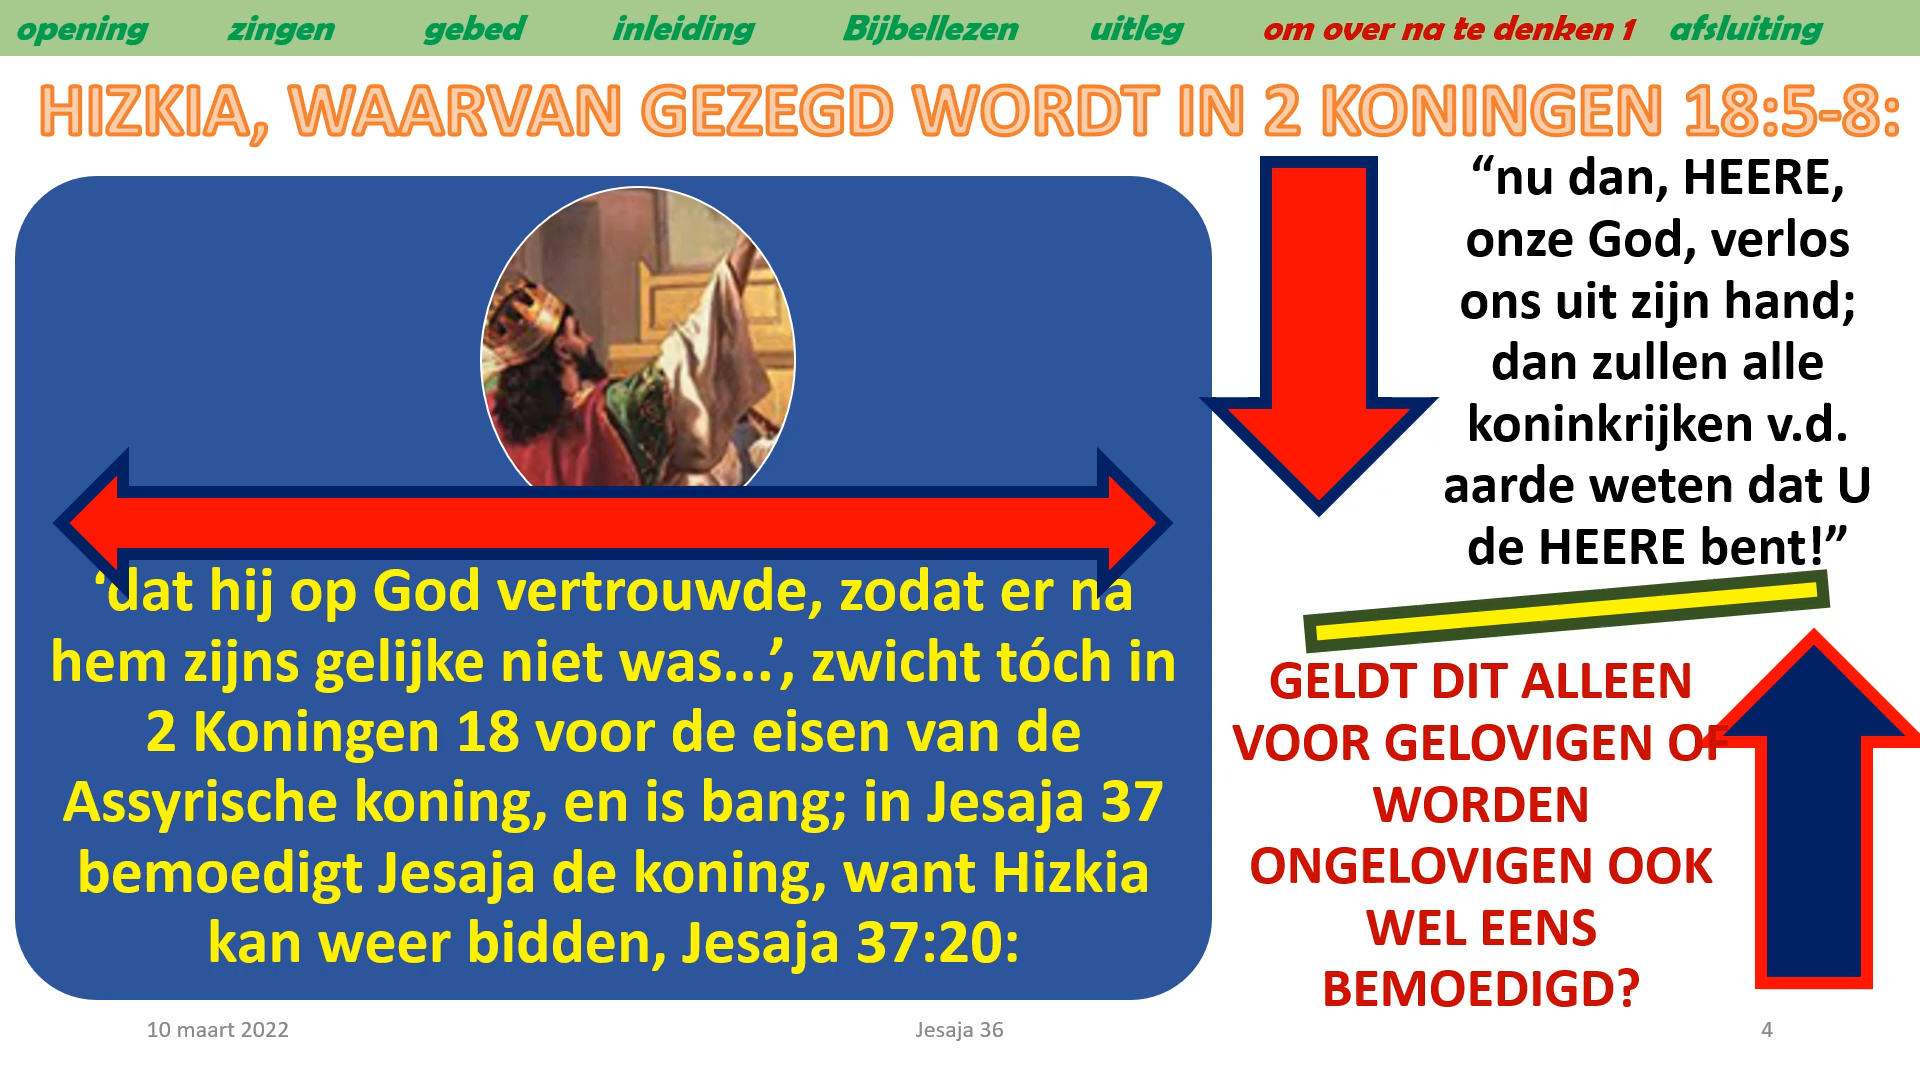 opening zingen gebed inleiding Bijbellezen uitleg om over na te denken 1 afsluiting
HIZKIA, WAARVAN GEZEGD WORDT IN 2 KONINGEN 18:5-8:
‘dat hij op God vertrouwde, zodat er na
hem zijns gelijke niet was...’, zwicht tóch in
2 Koningen 18 voor de eisen van de
Assyrische koning, en is bang; in Jesaja 37
bemoedigt Jesaja de koning, want Hizkia
kan weer bidden, Jesaja 37:20:
“nu dan, HEERE,
onze God, verlos
ons uit zijn hand;
dan zullen alle
koninkrijken v.d.
aarde weten dat U
de HEERE bent!”
GELDT DIT ALLEEN
VOOR GELOVIGEN OF
WORDEN
ONGELOVIGEN OOK
WEL EENS
BEMOEDIGD?
10 maart 2022
Jesaja 36
4